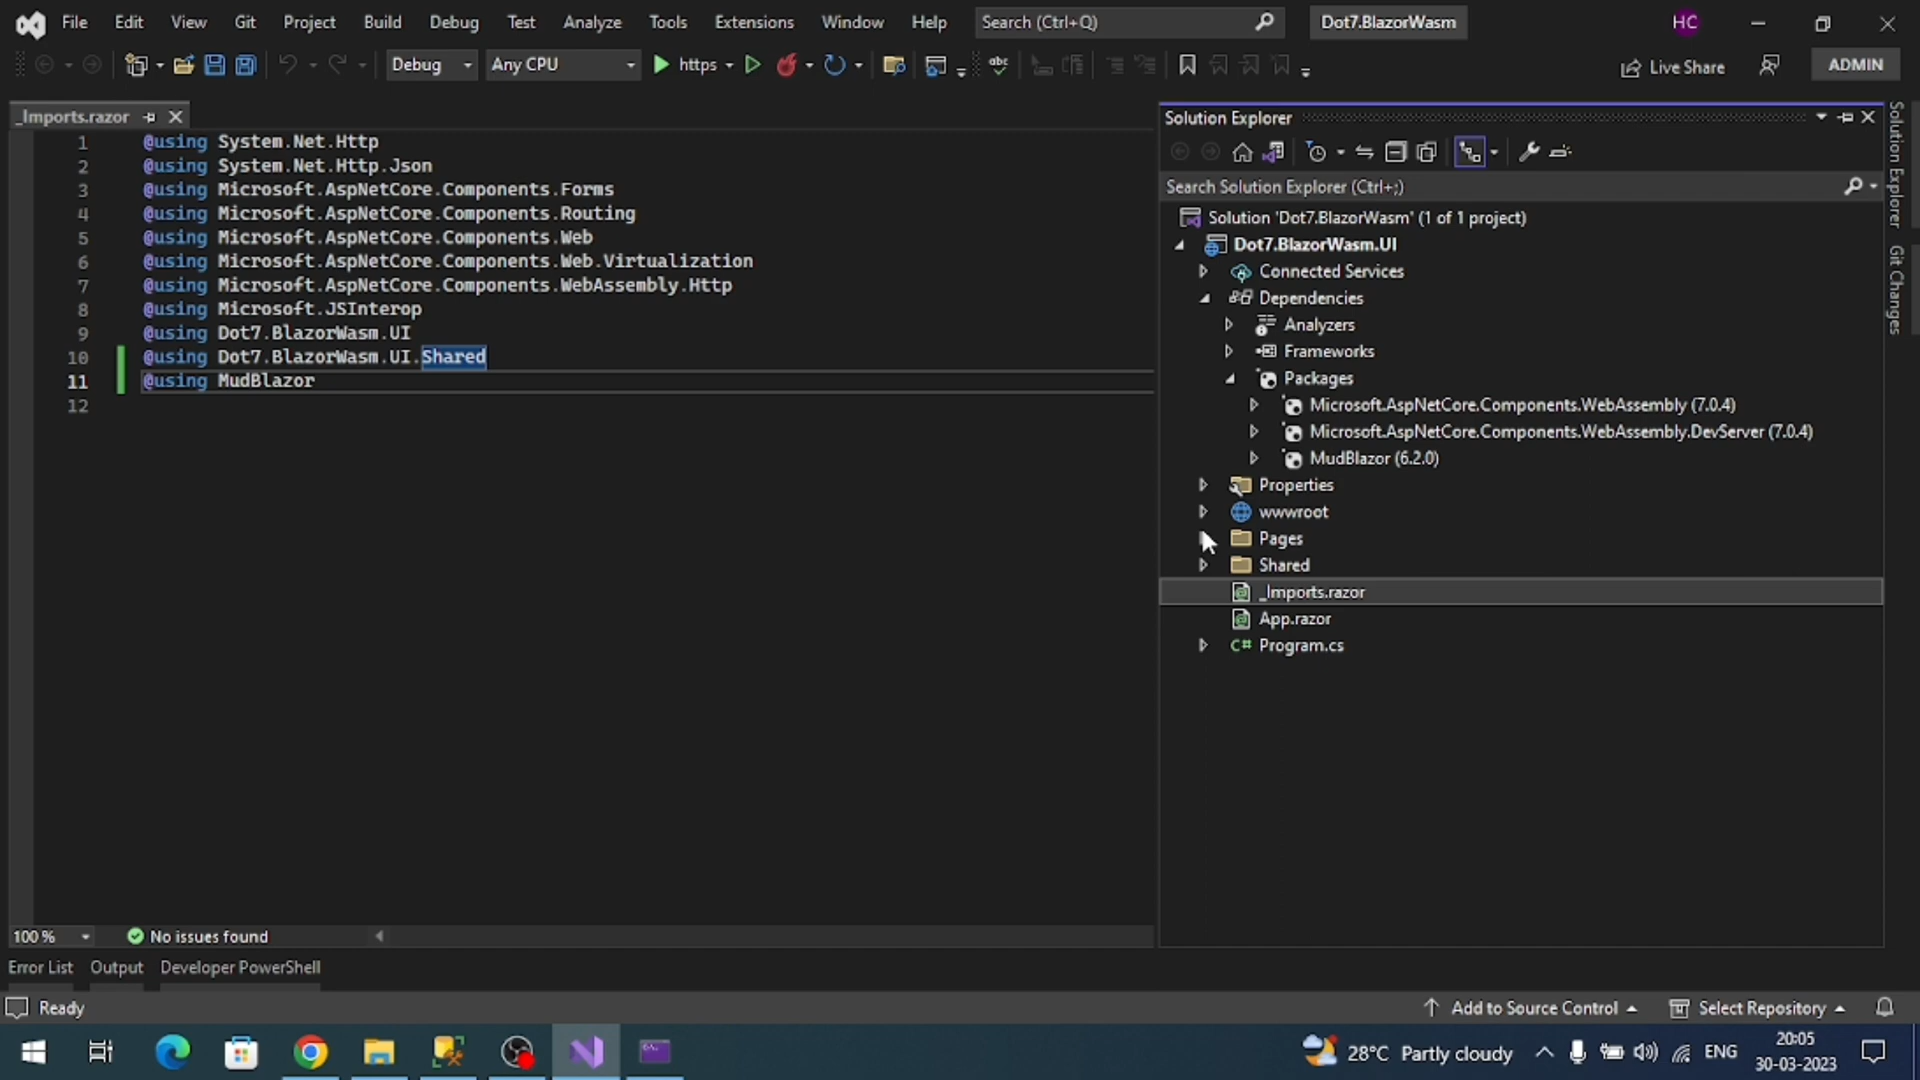 File Edit View Git Project Build Debug Test Analyze Tools Extensions Window Help Search (Ctrl+Q) Dot7.BlazorWasm HC
Debug Any CPU https Live Share ADMIN
_Imports.razor
1 @using System.Net.Http
2 @using System.Net.Http.Json
3 @using Microsoft.AspNetCore.Components.Forms
4 @using Microsoft.AspNetCore.Components.Routing
5 @using Microsoft.AspNetCore.Components.Web
6 @using Microsoft.AspNetCore.Components.Web.Virtualization
7 @using Microsoft.AspNetCore.Components.WebAssembly.Http
8 @using Microsoft.JSInterop
9 @using Dot7.BlazorWasm.UI
10 @using Dot7.BlazorWasm.UI.Shared
11 @using MudBlazor
12
100 % No issues found
Solution Explorer
Search Solution Explorer (Ctrl+;)
Solution 'Dot7.BlazorWasm' (1 of 1 project)
Dot7.BlazorWasm.UI
Connected Services
Dependencies
Analyzers
Frameworks
Packages
Microsoft.AspNetCore.Components.WebAssembly (7.0.4)
Microsoft.AspNetCore.Components.WebAssembly.DevServer (7.0.4)
MudBlazor (6.2.0)
Properties
wwwroot
Pages
Shared
_Imports.razor
App.razor
C# Program.cs
Solution Explorer
Git Changes
Error List Output Developer PowerShell
Ready Add to Source Control Select Repository
28°C Partly cloudy ENG 20:05
30-03-2023